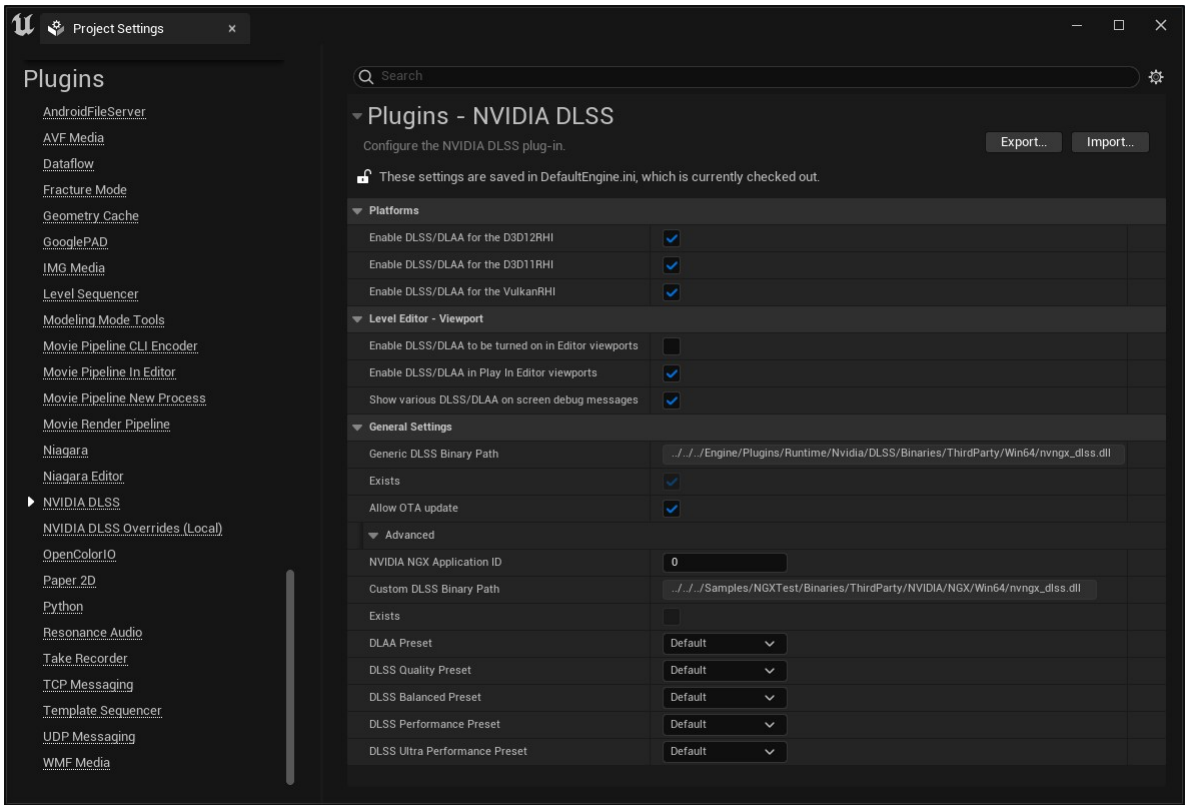 Project Settings
Plugins
AndroidFileServer
AVF Media
Dataflow
Fracture Mode
Geometry Cache
GooglePAD
IMG Media
Level Sequencer
Modeling Mode Tools
Movie Pipeline CLI Encoder
Movie Pipeline In Editor
Movie Pipeline New Process
Movie Render Pipeline
Niagara
Niagara Editor
NVIDIA DLSS
NVIDIA DLSS Overrides (Local)
OpenColorIO
Paper 2D
Python
Resonance Audio
Take Recorder
TCP Messaging
Template Sequencer
UDP Messaging
WMF Media
Search
Plugins - NVIDIA DLSS
Configure the NVIDIA DLSS plug-in.
Export...
Import...
These settings are saved in DefaultEngine.ini, which is currently checked out.
Platforms
Enable DLSS/DLAA for the D3D12RHI
Enable DLSS/DLAA for the D3D11RHI
Enable DLSS/DLAA for the VulkanRHI
Level Editor - Viewport
Enable DLSS/DLAA to be turned on in Editor viewports
Enable DLSS/DLAA in Play In Editor viewports
Show various DLSS/DLAA on screen debug messages
General Settings
Generic DLSS Binary Path ../../../Engine/Plugins/Runtime/Nvidia/DLSS/Binaries/ThirdParty/Win64/nvngx_dlss.dll
Exists
Allow OTA update
Advanced
NVIDIA NGX Application ID 0
Custom DLSS Binary Path ../../../Samples/NGXTest/Binaries/ThirdParty/NVIDIA/NGX/Win64/nvngx_dlss.dll
Exists
DLAA Preset Default
DLSS Quality Preset Default
DLSS Balanced Preset Default
DLSS Performance Preset Default
DLSS Ultra Performance Preset Default